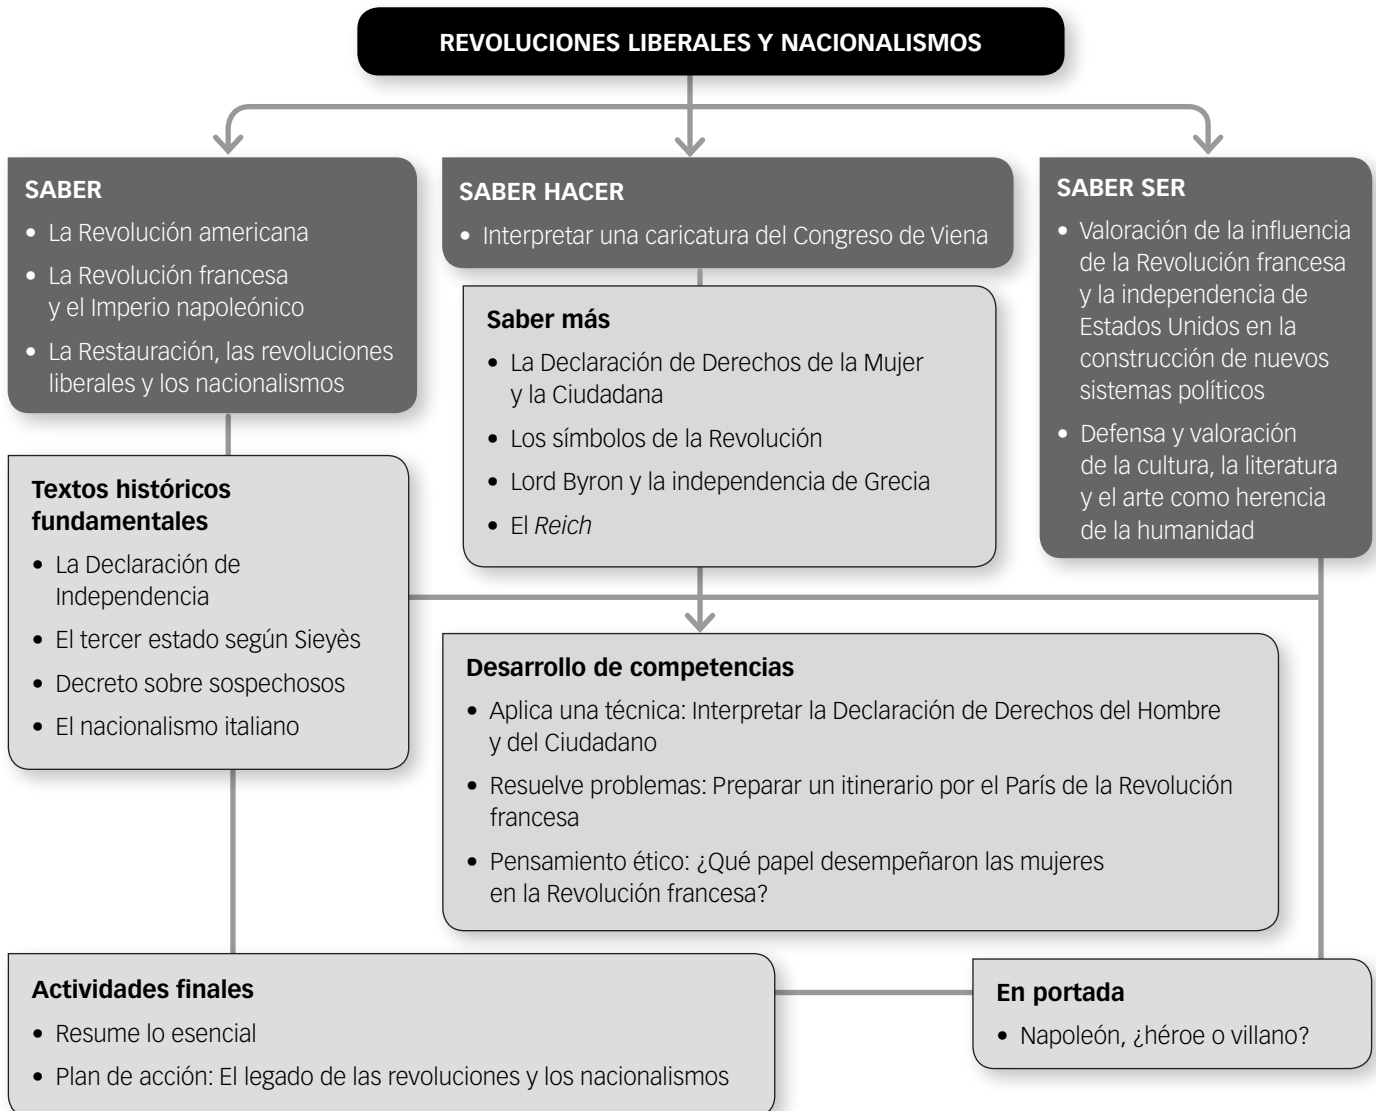 REVOLUCIONES LIBERALES Y NACIONALISMOS
SABER
• La Revolución americana
• La Revolución francesa
y el Imperio napoleónico
• La Restauración, las revoluciones
liberales y los nacionalismos
SABER HACER
• Interpretar una caricatura del Congreso de Viena
SABER SER
• Valoración de la influencia
de la Revolución francesa
y la independencia de
Estados Unidos en la
construcción de nuevos
sistemas políticos
• Defensa y valoración
de la cultura, la literatura
y el arte como herencia
de la humanidad
Saber más
• La Declaración de Derechos de la Mujer
y la Ciudadana
• Los símbolos de la Revolución
• Lord Byron y la independencia de Grecia
• El Reich
Textos históricos
fundamentales
• La Declaración de
Independencia
• El tercer estado según Sieyès
• Decreto sobre sospechosos
• El nacionalismo italiano
Desarrollo de competencias
• Aplica una técnica: Interpretar la Declaración de Derechos del Hombre
y del Ciudadano
• Resuelve problemas: Preparar un itinerario por el París de la Revolución
francesa
• Pensamiento ético: ¿Qué papel desempeñaron las mujeres
en la Revolución francesa?
Actividades finales
• Resume lo esencial
• Plan de acción: El legado de las revoluciones y los nacionalismos
En portada
• Napoleón, ¿héroe o villano?